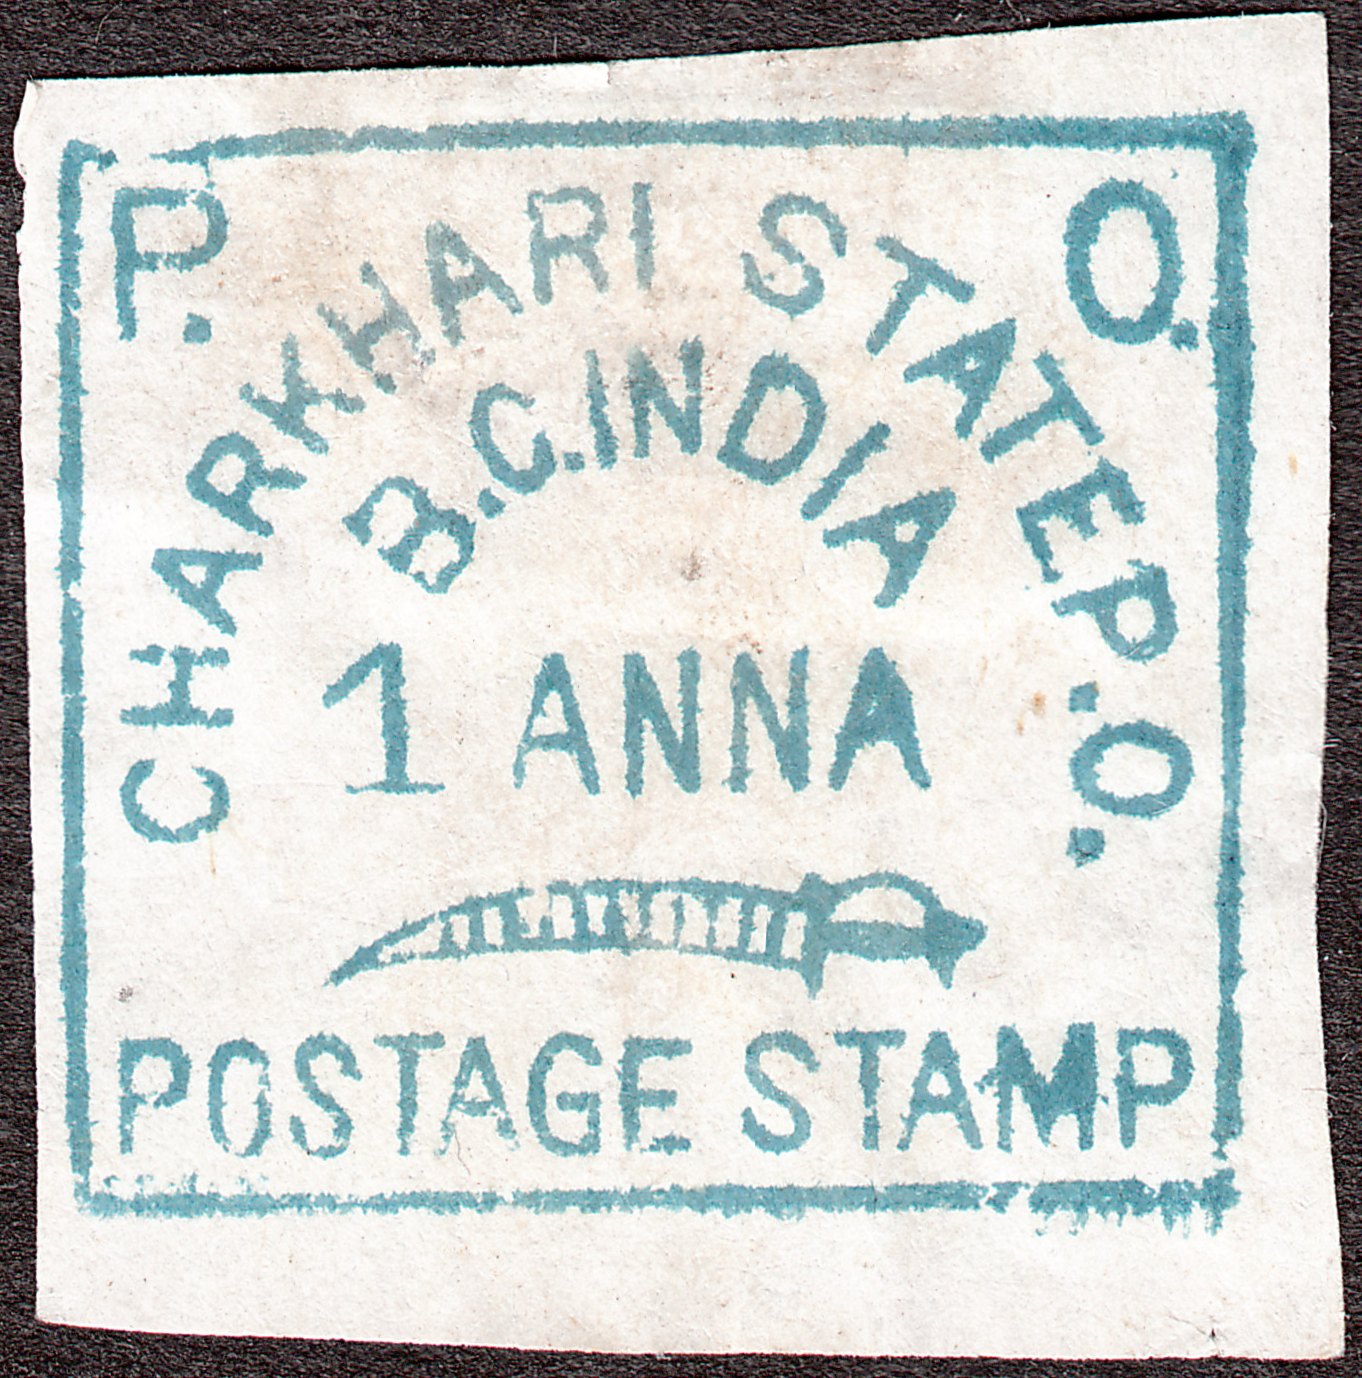 P. O.
CHARKHARI STATE P.O.
B.C. INDIA
1 ANNA
POSTAGE STAMP